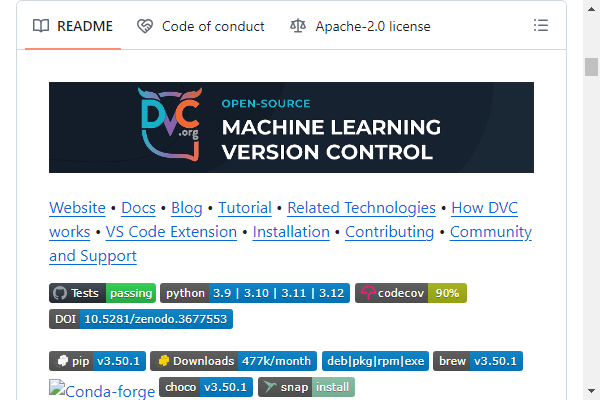 README Code of conduct Apache-2.0 license
DVC .org OPEN-SOURCE
MACHINE LEARNING
VERSION CONTROL
Website • Docs • Blog • Tutorial • Related Technologies • How DVC
works • VS Code Extension • Installation • Contributing • Community
and Support
Tests passing python 3.9 | 3.10 | 3.11 | 3.12 codecov 90%
DOI 10.5281/zenodo.3677553
pip v3.50.1 Downloads 477k/month deb|pkg|rpm|exe brew v3.50.1
Conda-forge choco v3.50.1 snap install